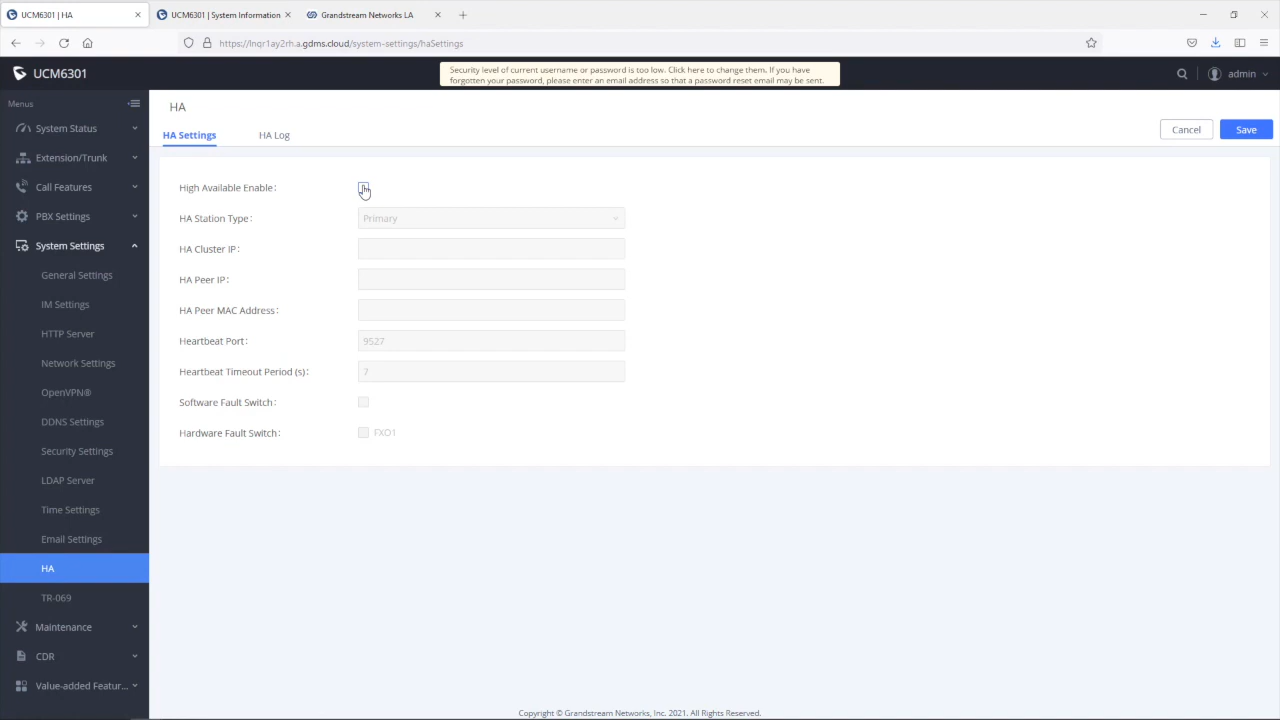 UCM6301 | HA
UCM6301 | System Information
Grandstream Networks LA
https://lnqr1ay2rh.a.gdms.cloud/system-settings/haSettings
UCM6301
Security level of current username or password is too low. Click here to change them. If you have
forgotten your password, please enter an email address so that a password reset email may be sent.
admin
Menus
System Status
Extension/Trunk
Call Features
PBX Settings
System Settings
General Settings
IM Settings
HTTP Server
Network Settings
OpenVPN®
DDNS Settings
Security Settings
LDAP Server
Time Settings
Email Settings
HA
TR-069
Maintenance
CDR
Value-added Featur...
HA
HA Settings
HA Log
Cancel
Save
High Available Enable:
HA Station Type:
Primary
HA Cluster IP:
HA Peer IP:
HA Peer MAC Address:
Heartbeat Port:
9527
Heartbeat Timeout Period (s):
7
Software Fault Switch:
Hardware Fault Switch:
FXO1
Copyright © Grandstream Networks, Inc. 2021. All Rights Reserved.